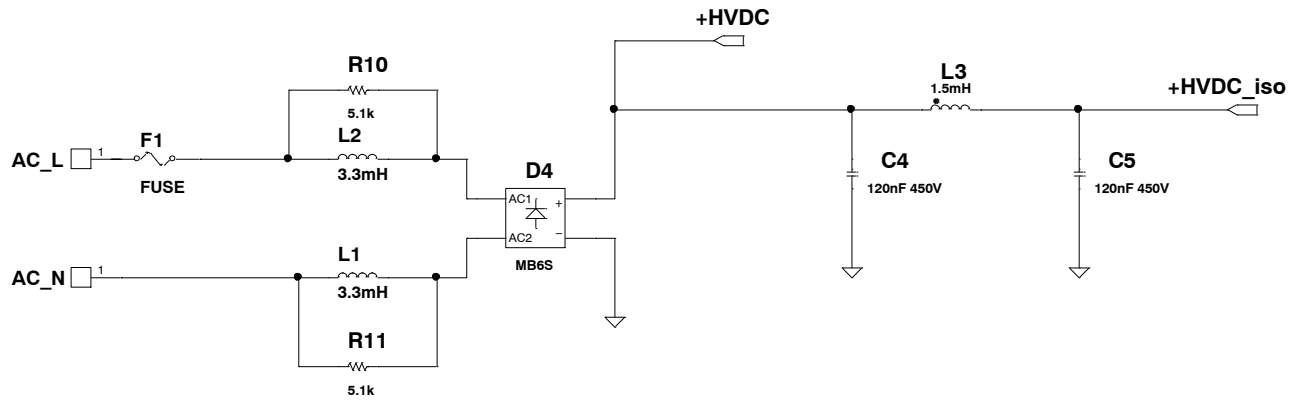 +HVDC
R10
5.1k
L3
1.5mH
+HVDC_iso
F1
L2
AC_L 1
FUSE
3.3mH
D4
C4
C5
120nF 450V
120nF 450V
AC1 +
AC2 −
MB6S
L1
AC_N 1
3.3mH
R11
5.1k